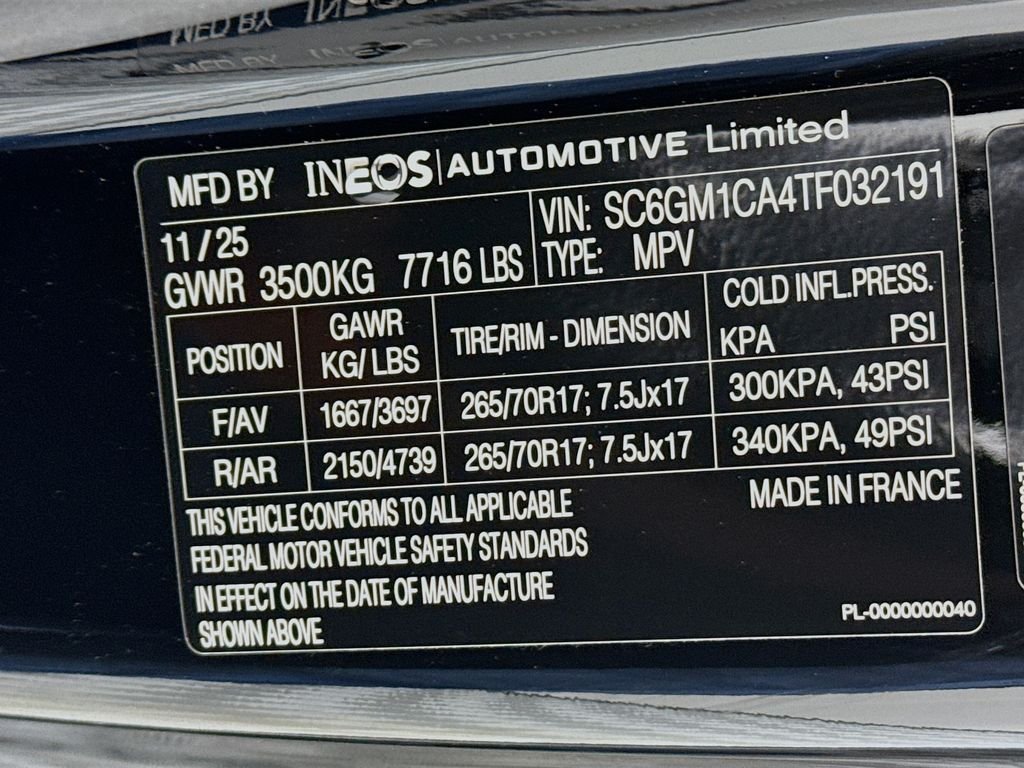 MFD BY INEOS | AUTOMOTIVE Limited
11/25
GVWR 3500KG 7716 LBS
VIN: SC6GM1CA4TF032191
TYPE: MPV
POSITION GAWR KG/ LBS TIRE/RIM - DIMENSION COLD INFL.PRESS. KPA PSI
F/AV 1667/3697 265/70R17; 7.5Jx17 300KPA, 43PSI
R/AR 2150/4739 265/70R17; 7.5Jx17 340KPA, 49PSI
THIS VEHICLE CONFORMS TO ALL APPLICABLE
FEDERAL MOTOR VEHICLE SAFETY STANDARDS
IN EFFECT ON THE DATE OF MANUFACTURE
SHOWN ABOVE
MADE IN FRANCE
PL-0000000040